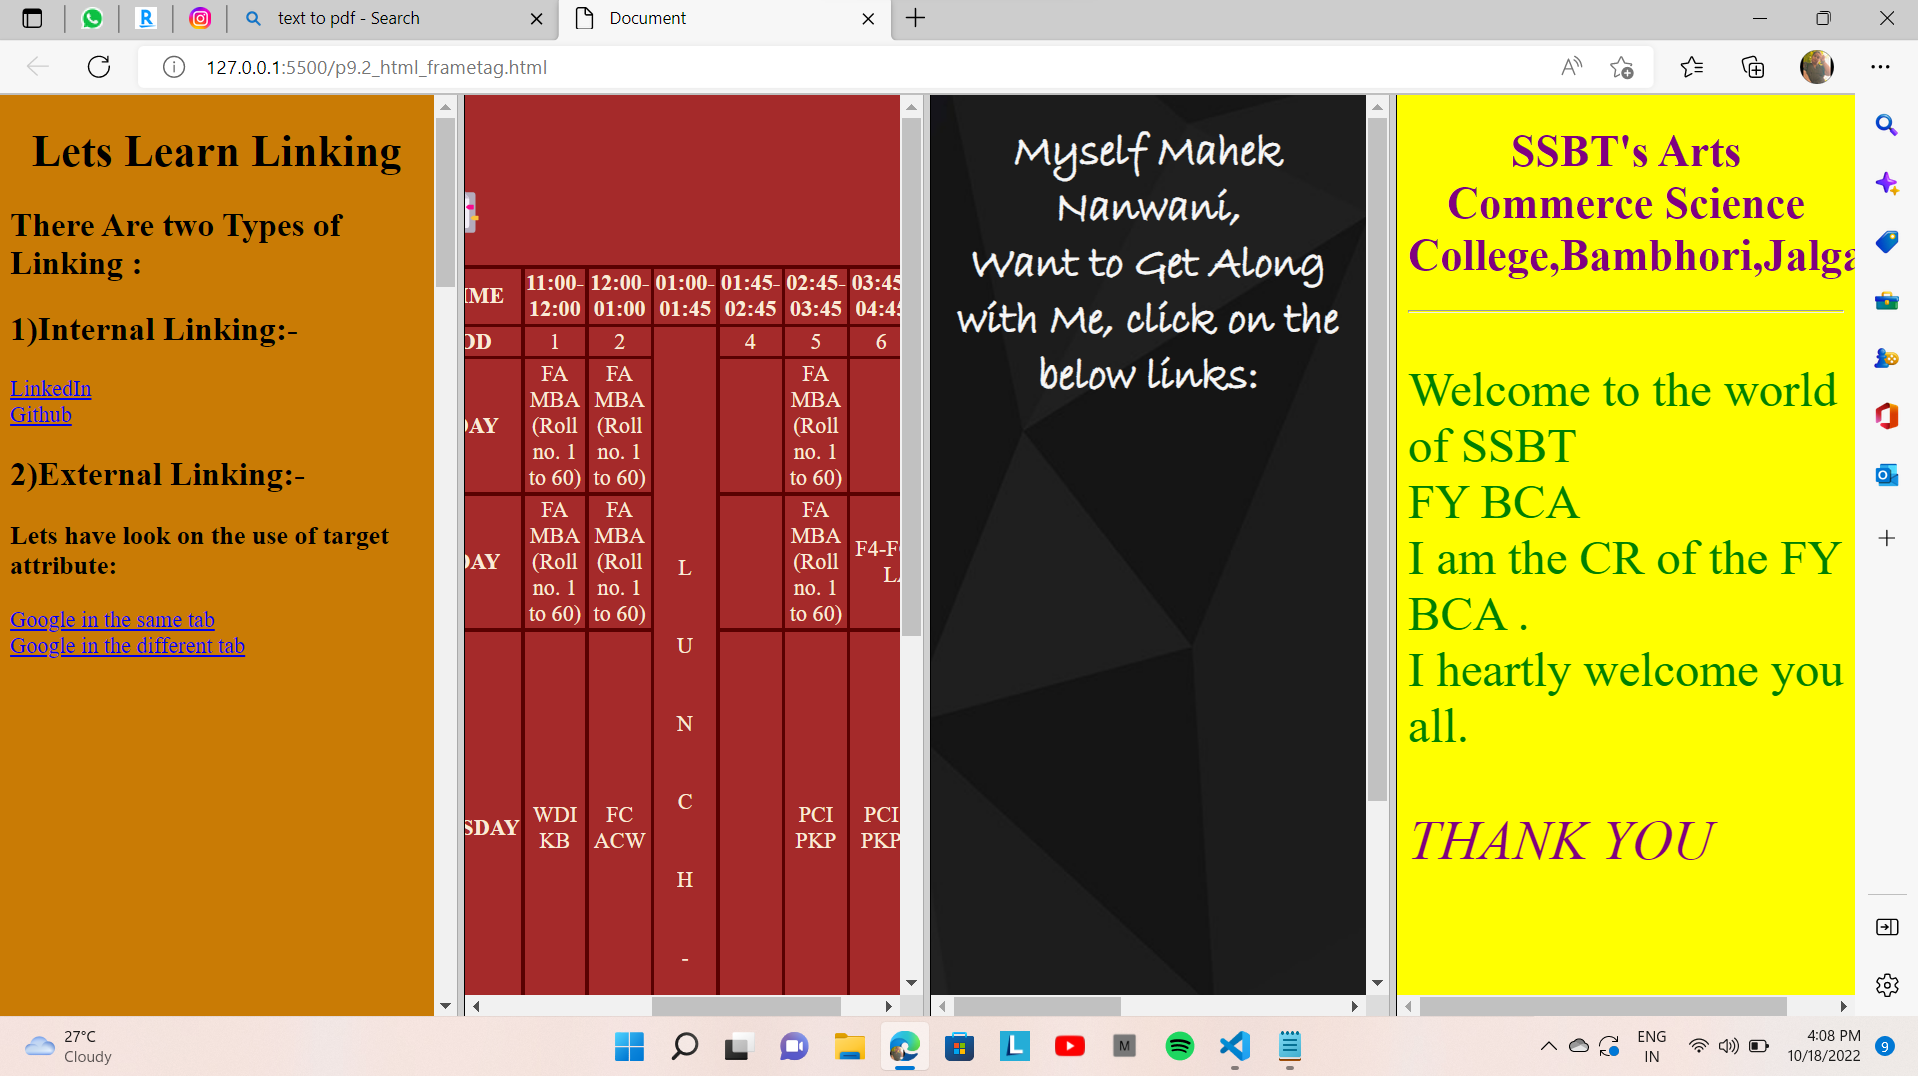 text to pdf - Search
Document
127.0.0.1:5500/p9.2_html_frametag.html
Lets Learn Linking
There Are two Types of
Linking :
1)Internal Linking:-
LinkedIn
Github
2)External Linking:-
Lets have look on the use of target
attribute:
Google in the same tab
Google in the different tab
IME 11:00- 12:00- 01:00- 01:45- 02:45- 03:45
12:00 01:00 01:45 02:45 03:45 04:45
OD 1 2 4 5 6
FA FA FA
MBA MBA MBA
DAY (Roll (Roll (Roll
no. 1 no. 1 no. 1
to 60) to 60) to 60)
FA FA FA
MBA MBA MBA
DAY (Roll (Roll (Roll
no. 1 no. 1 no. 1
to 60) to 60) to 60)
F4-F
L
L
U
N
C
H
-
SDAY WDI FC PCI PCI
KB ACW PKP PKP
Myself Mahek
Nanwani,
Want to Get Along
with Me, click on the
below links:
SSBT's Arts
Commerce Science
College,Bambhori,Jalga
Welcome to the world
of SSBT
FY BCA
I am the CR of the FY
BCA .
I heartly welcome you
all.
THANK YOU
27°C
Cloudy
L
M
ENG
IN
4:08 PM
10/18/2022
9